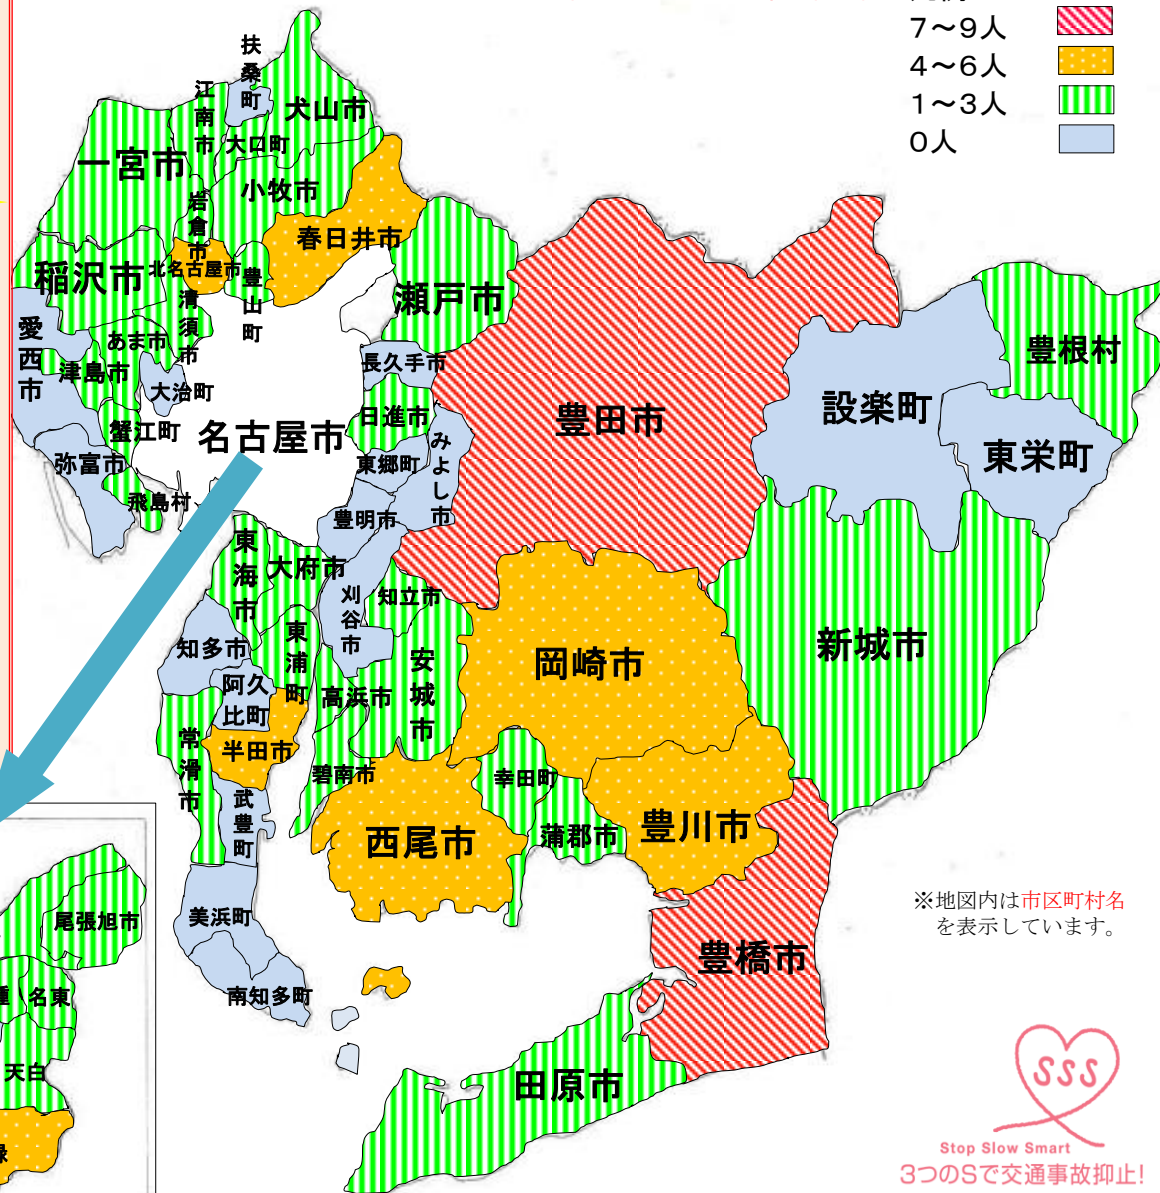 7～9人
4～6人
1～3人
0人
扶桑町
江南市
犬山市
大口町
一宮市
小牧市
岩倉市
春日井市
北名古屋市
稲沢市
豊山町
瀬戸市
清須市
愛西市
あま市
津島市
長久手市
大治町
日進市
蟹江町
名古屋市
みよし市
弥富市
東郷町
飛島村
豊明市
豊田市
設楽町
豊根村
東栄町
東海市
大府市
刈谷市
知立市
知多市
東浦町
安城市
岡崎市
新城市
阿久
比町
高浜市
常滑市
半田市
碧南市
幸田町
武豊町
西尾市
蒲郡市
豊川市
美浜町
豊橋市
南知多町
田原市
尾張旭市
名東
天白
※地図内は市区町村名
を表示しています。
SSS
Stop Slow Smart
3つのSで交通事故抑止!